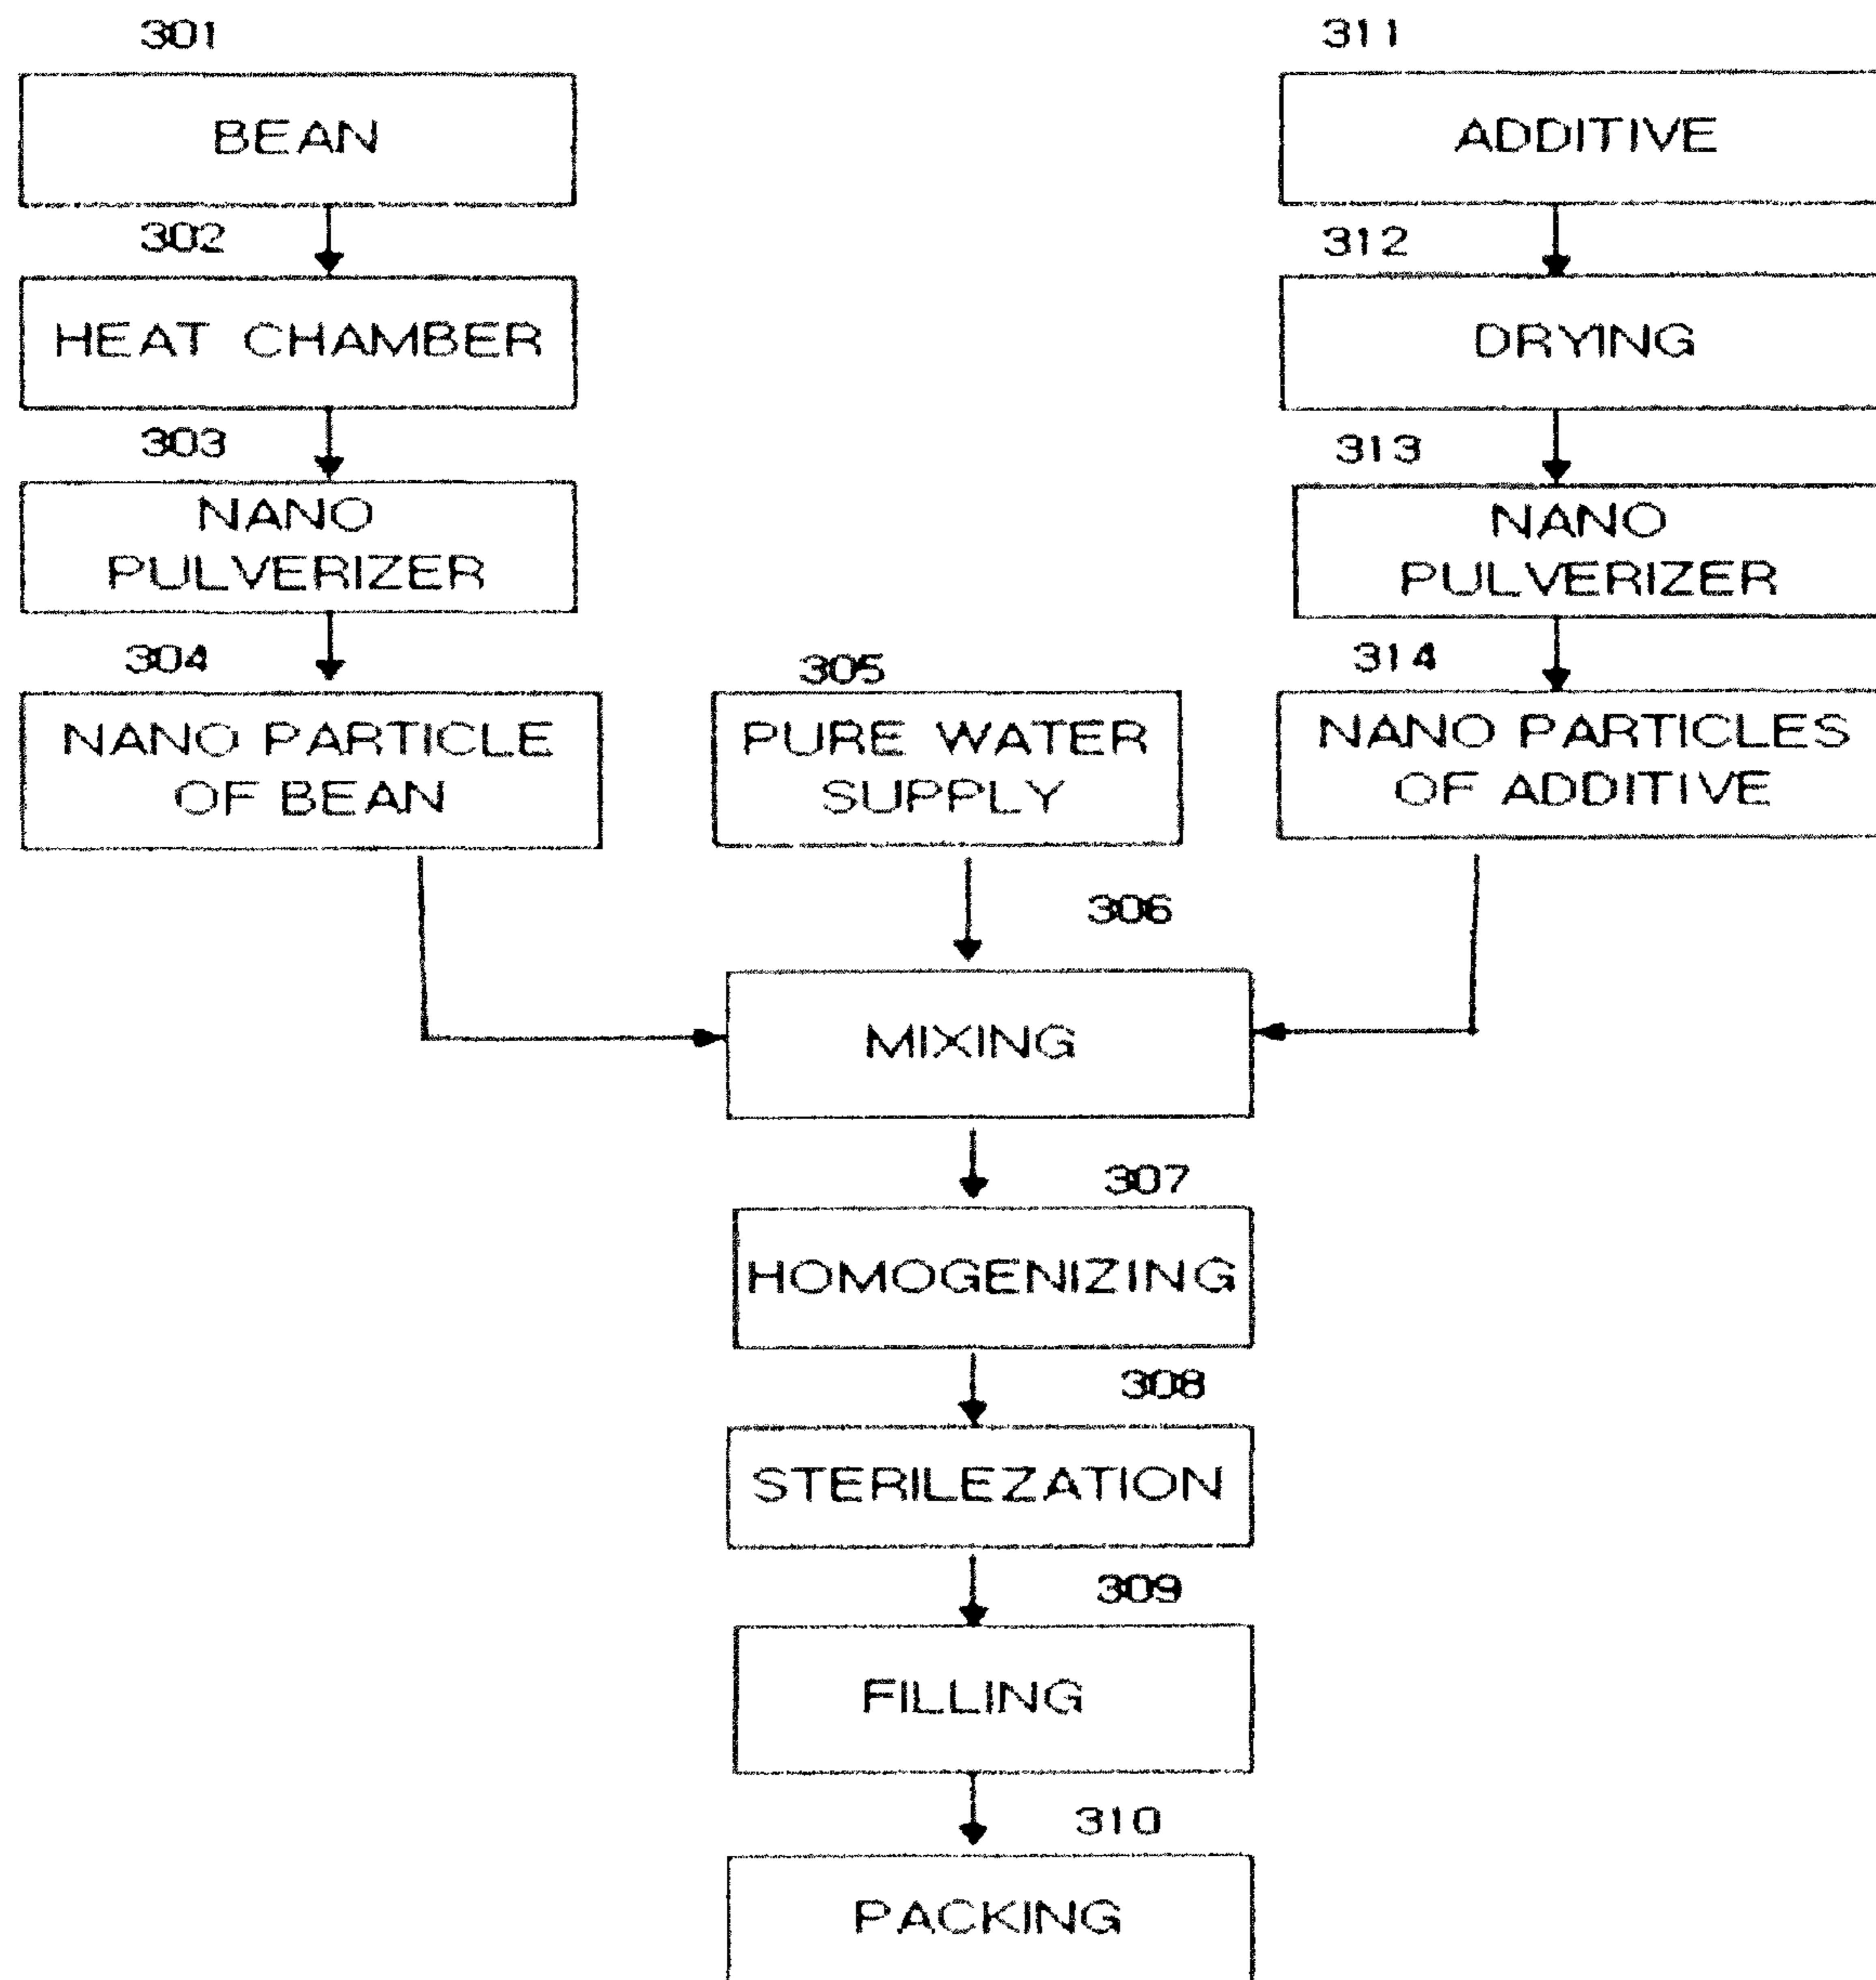 301
BEAN
302
HEAT CHAMBER
303
NANO
PULVERIZER
304
NANO PARTICLE
OF BEAN
311
ADDITIVE
312
DRYING
313
NANO
PULVERIZER
314
NANO PARTICLES
OF ADDITIVE
305
PURE WATER
SUPPLY
306
MIXING
307
HOMOGENIZING
308
STERILEZATION
309
FILLING
310
PACKING